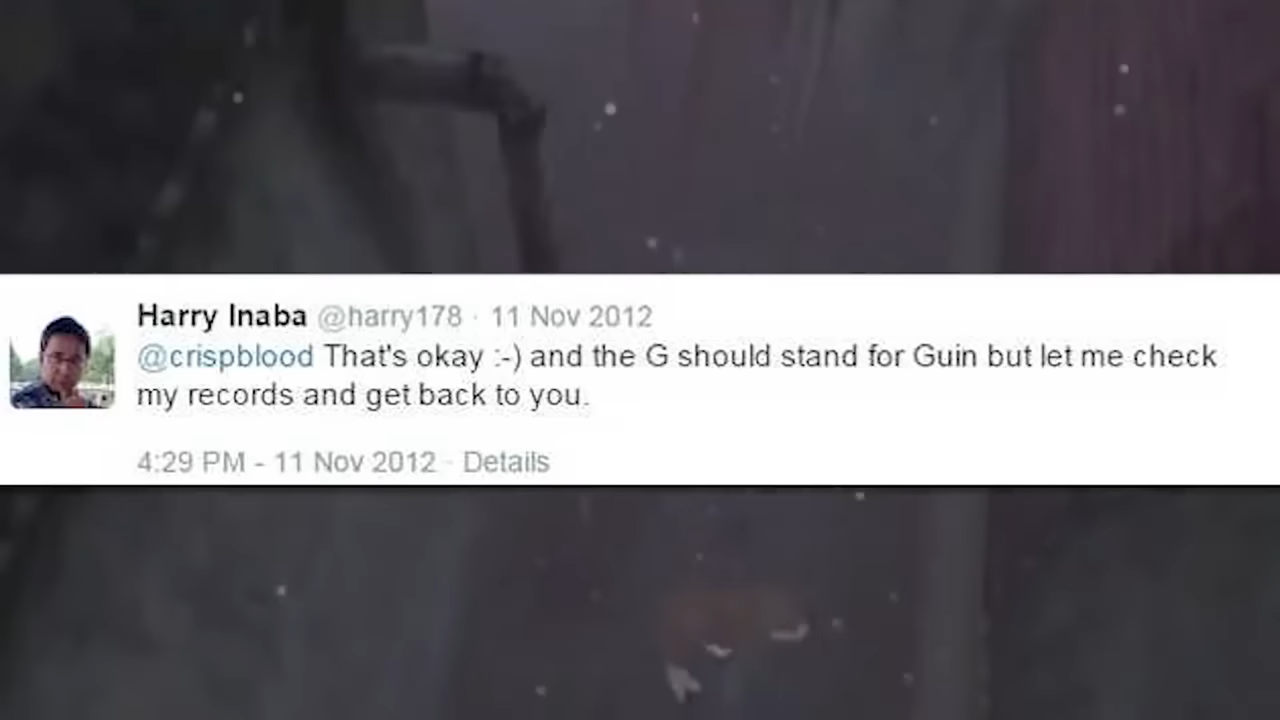 Harry Inaba @harry178 · 11 Nov 2012
@crispblood That's okay :-) and the G should stand for Guin but let me check
my records and get back to you.
4:29 PM - 11 Nov 2012 · Details